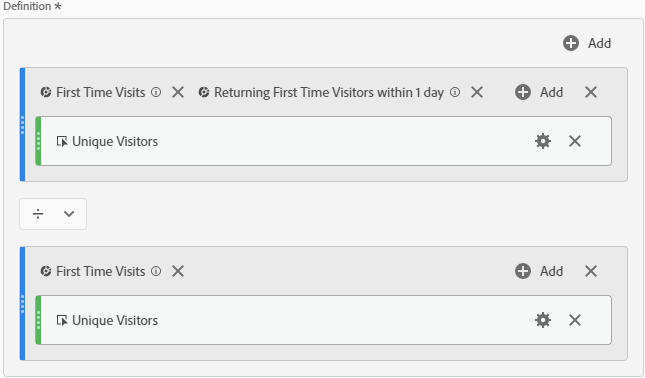 Definition *
Add
First Time Visits Returning First Time Visitors within 1 day Add
Unique Visitors
÷
First Time Visits Add
Unique Visitors